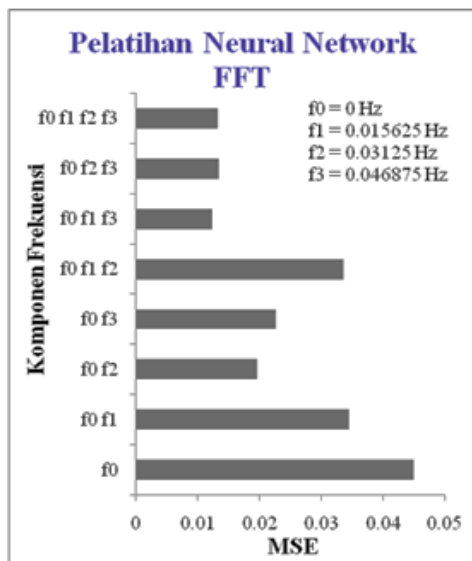 Pelatihan Neural Network
FFT
f0 = 0 Hz
f1 = 0.015625 Hz
f2 = 0.03125 Hz
f3 = 0.046875 Hz
Komponen Frekuensi
f0 f1 f2 f3
f0 f2 f3
f0 f1 f3
f0 f1 f2
f0 f3
f0 f2
f0 f1
f0
0 0.01 0.02 0.03 0.04 0.05
MSE